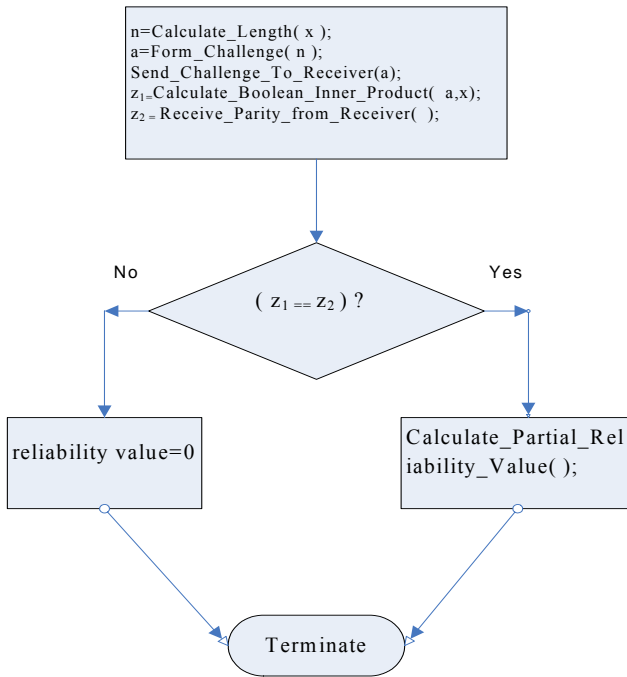 n=Calculate_Length( x );
a=Form_Challenge( n );
Send_Challenge_To_Receiver(a);
z₁=Calculate_Boolean_Inner_Product( a,x);
z₂ = Receive_Parity_from_Receiver( );
No
Yes
( z₁ == z₂ ) ?
reliability value=0
Calculate_Partial_Rel
iability_Value( );
Terminate